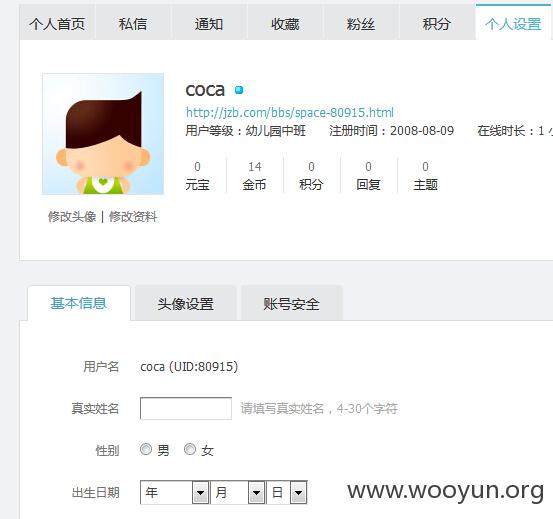 个人首页 私信 通知 收藏 粉丝 积分 个人设置
coca
http://jzb.com/bbs/space-80915.html
用户等级：幼儿园中班 注册时间：2008-08-09 在线时长：1 小
0 14 0 0 0
元宝 金币 积分 回复 主题
修改头像 | 修改资料
基本信息 头像设置 账号安全
用户名 coca (UID:80915)
真实姓名 请填写真实姓名，4-30个字符
性别 男 女
出生日期 年 月 日
www.wooyun.org